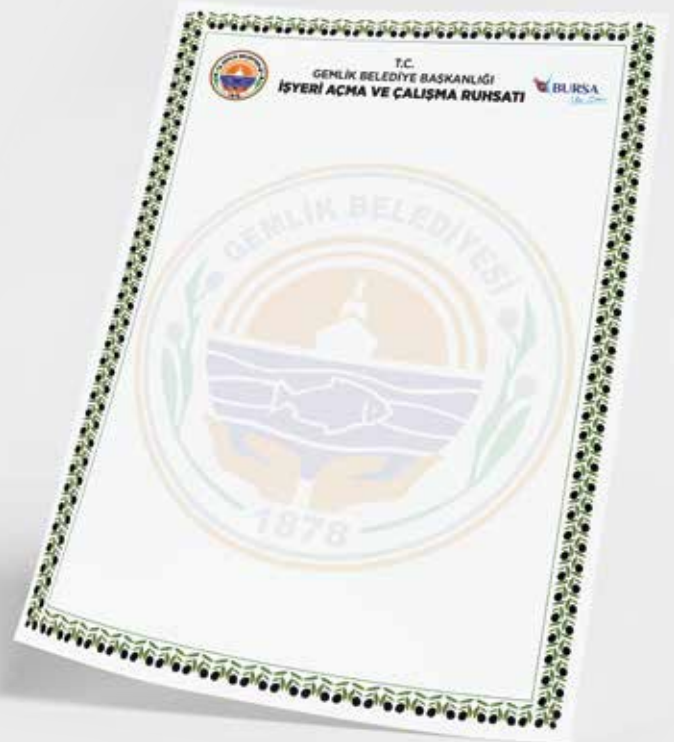 T.C.
GEMLİK BELEDİYE BAŞKANLIĞI
İŞYERİ AÇMA VE ÇALIŞMA RUHSATI
BURSA
GEMLİK BELEDİYESİ
1878